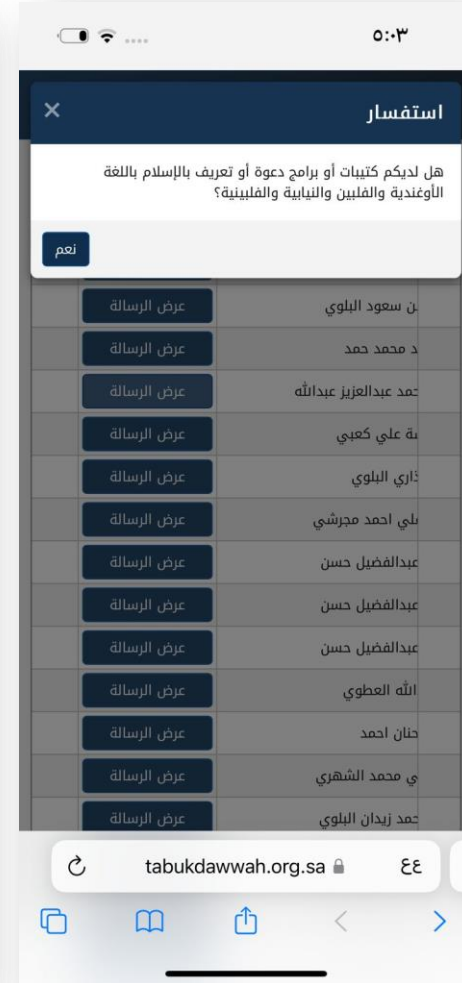 ٥:٠٣
استفسار
هل لديكم كتيبات أو برامج دعوة أو تعريف بالإسلام باللغة
الأوغندية والفلبين والنيابية والفلبينية؟
نعم
ن سعود البلوي عرض الرسالة
د محمد حمد عرض الرسالة
حمد عبدالعزيز عبدالله عرض الرسالة
ة علي كعبي عرض الرسالة
ذاري البلوي عرض الرسالة
لي احمد مجرشي عرض الرسالة
عبدالفضيل حسن عرض الرسالة
عبدالفضيل حسن عرض الرسالة
عبدالفضيل حسن عرض الرسالة
الله العطوي عرض الرسالة
حنان احمد عرض الرسالة
ي محمد الشهري عرض الرسالة
حمد زيدان البلوي عرض الرسالة
عع tabukdawwah.org.sa